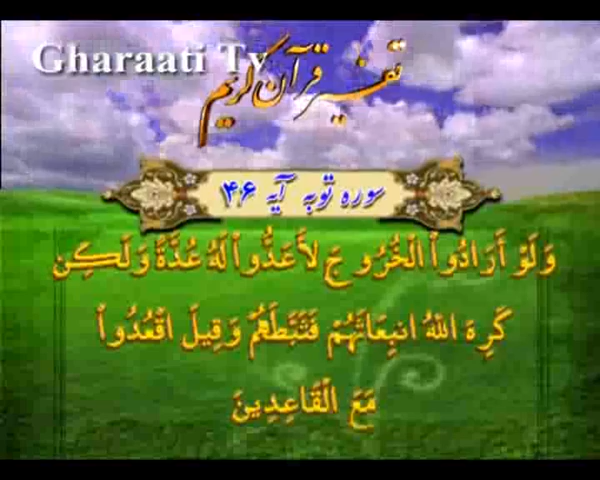 Gharaati Tv
تفسیر قرآن کریم
سوره توبه آیه ۴۶
وَلَوْ أَرَادُواْ الْخُرُوجَ لأَعَدُّواْ لَهُ عُدَّةً وَلَكِن
كَرِهَ اللّهُ انبِعَاثَهُمْ فَثَبَّطَهُمْ وَقِيلَ اقْعُدُواْ
مَعَ الْقَاعِدِينَ